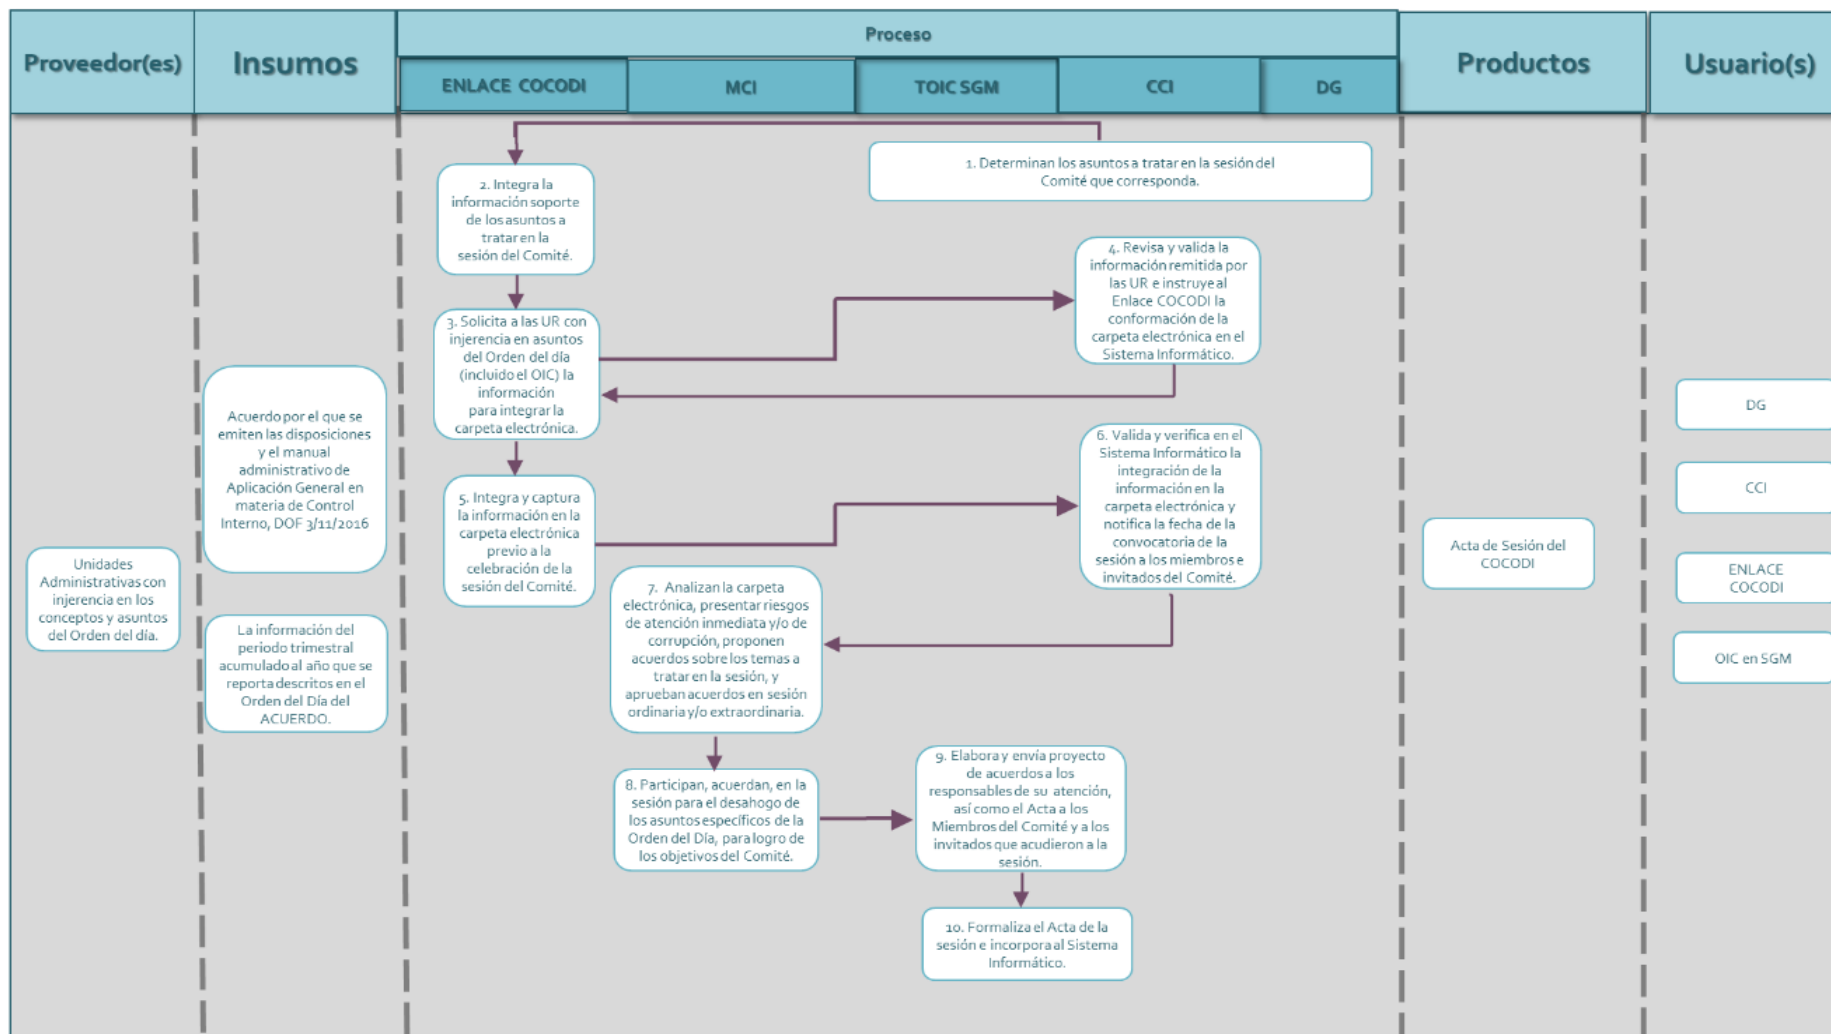 Proveedor(es)
Insumos
Proceso
ENLACE COCODI
MCI
TOIC SGM
CCI
DG
Productos
Usuario(s)
1. Determinan los asuntos a tratar en la sesión del
Comité que corresponda.
2. Integra la
información soporte
de los asuntos a
tratar en la
sesión del Comité.
3. Solicita a las UR con
injerencia en asuntos
del Orden del día
(incluido el OIC) la
información
para integrar la
carpeta electrónica.
4. Revisa y valida la
información remitida por
las UR e instruye al
Enlace COCODI la
conformación de la
carpeta electrónica en el
Sistema Informático.
5. Integra y captura
la información en la
carpeta electrónica
previo a la
celebración de la
sesión del Comité.
6. Valida y verifica en el
Sistema Informático la
integración de la
información en la
carpeta electrónica y
notifica la fecha de la
convocatoria de la
sesión a los miembros e
invitados del Comité.
7. Analizan la carpeta
electrónica, presentar riesgos
de atención inmediata y/o de
corrupción, proponen
acuerdos sobre los temas a
tratar en la sesión, y
aprueban acuerdos en sesión
ordinaria y/o extraordinaria.
8. Participan, acuerdan, en la
sesión para el desahogo de
los asuntos específicos de la
Orden del Día, para logro de
los objetivos del Comité.
9. Elabora y envía proyecto
de acuerdos a los
responsables de su atención,
así como el Acta a los
Miembros del Comité y a los
invitados que acudieron a la
sesión.
10. Formaliza el Acta de la
sesión e incorpora al Sistema
Informático.
Unidades
Administrativas con
injerencia en los
conceptos y asuntos
del Orden del día.
Acuerdo por el que se
emiten las disposiciones
y el manual
administrativo de
Aplicación General en
materia de Control
Interno, DOF 3/11/2016
La información del
periodo trimestral
acumulado al año que se
reporta descritos en el
Orden del Día del
ACUERDO.
Acta de Sesión del
COCODI
DG
CCI
ENLACE
COCODI
OIC en SGM